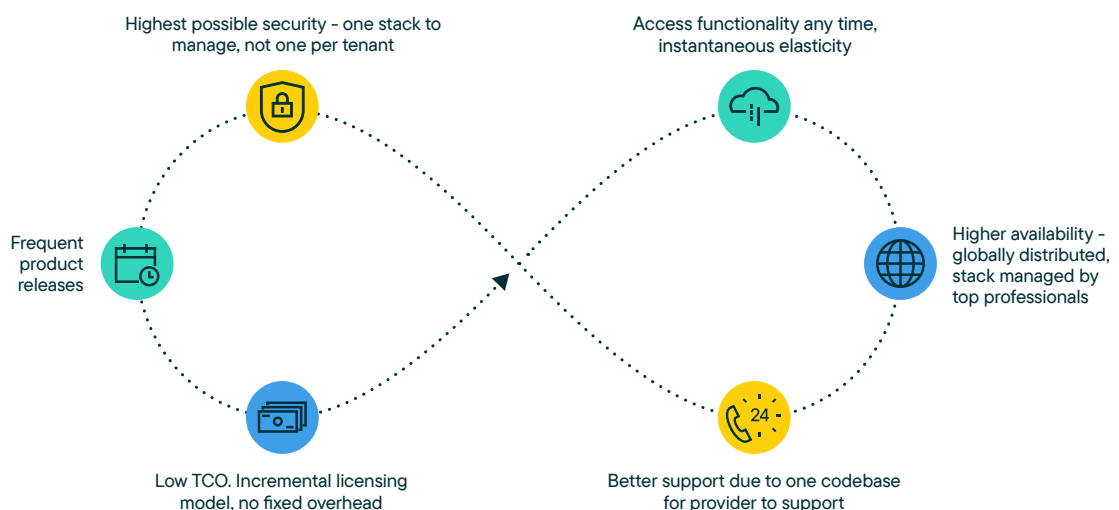 Highest possible security - one stack to
manage, not one per tenant
Access functionality any time,
instantaneous elasticity
Frequent
product
releases
Higher availability -
globally distributed,
stack managed by
top professionals
24
Low TCO. Incremental licensing
model, no fixed overhead
Better support due to one codebase
for provider to support